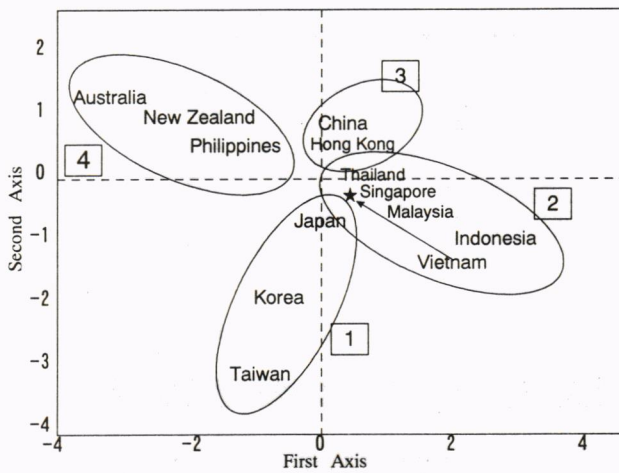 2
3
Australia
1
China
New Zealand
Hong Kong
Philippines
4
0
Thailand
Singapore
Malaysia
2
Japan
-1
Indonesia
Vietnam
Korea
-2
1
-3
Taiwan
-4
-4
-2
0
2
4
First Axis
Second Axis